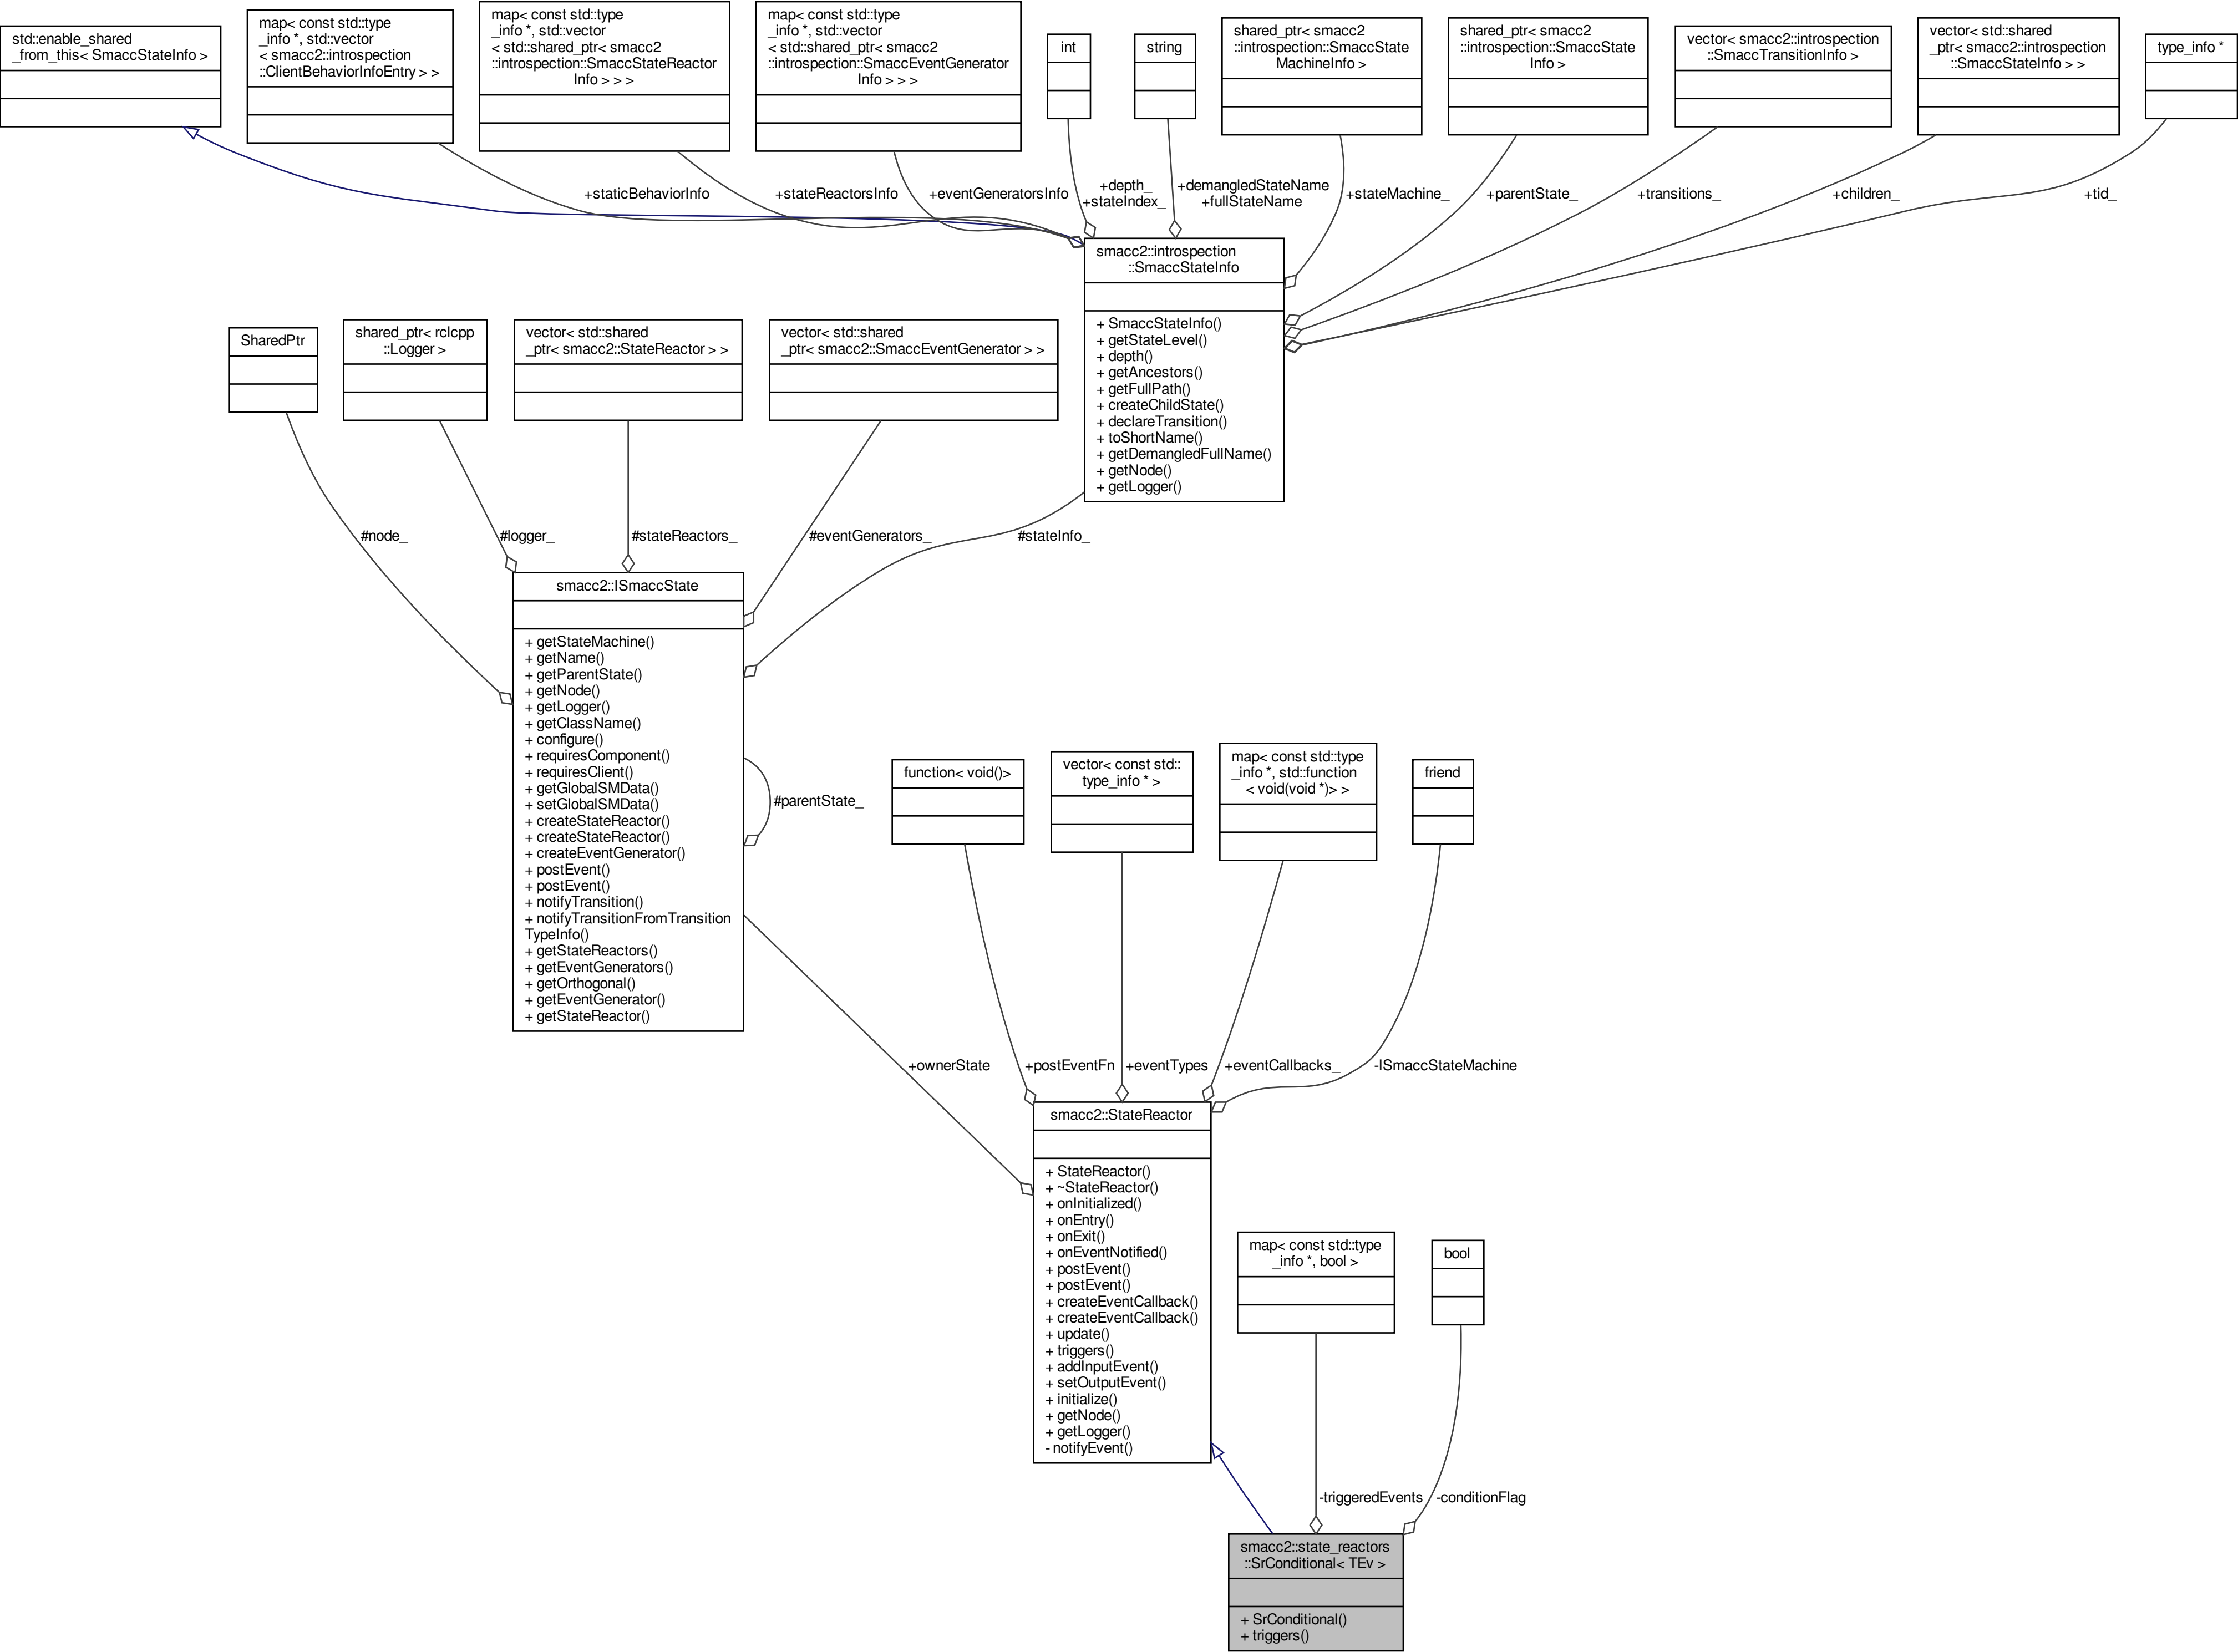 std::enable_shared
_from_this< SmaccStateInfo >
map< const std::type
_info *, std::vector
< smacc2::introspection
::ClientBehaviorInfoEntry > >
map< const std::type
_info *, std::vector
< std::shared_ptr< smacc2
::introspection::SmaccStateReactor
Info > > >
map< const std::type
_info *, std::vector
< std::shared_ptr< smacc2
::introspection::SmaccEventGenerator
Info > > >
int
string
shared_ptr< smacc2
::introspection::SmaccState
MachineInfo >
shared_ptr< smacc2
::introspection::SmaccState
Info >
vector< smacc2::introspection
::SmaccTransitionInfo >
vector< std::shared
_ptr< smacc2::introspection
::SmaccStateInfo > >
type_info *
+staticBehaviorInfo
+stateReactorsInfo
+eventGeneratorsInfo
+depth_
+stateIndex_
+demangledStateName
+fullStateName
+stateMachine_
+parentState_
+transitions_
+children_
+tid_
smacc2::introspection
::SmaccStateInfo
+ SmaccStateInfo()
+ getStateLevel()
+ depth()
+ getAncestors()
+ getFullPath()
+ createChildState()
+ declareTransition()
+ toShortName()
+ getDemangledFullName()
+ getNode()
+ getLogger()
SharedPtr
shared_ptr< rclcpp
::Logger >
vector< std::shared
_ptr< smacc2::StateReactor > >
vector< std::shared
_ptr< smacc2::SmaccEventGenerator > >
#node_
#logger_
#stateReactors_
#eventGenerators_
#stateInfo_
smacc2::ISmaccState
+ getStateMachine()
+ getName()
+ getParentState()
+ getNode()
+ getLogger()
+ getClassName()
+ configure()
+ requiresComponent()
+ requiresClient()
+ getGlobalSMData()
+ setGlobalSMData()
+ createStateReactor()
+ createStateReactor()
+ createEventGenerator()
+ postEvent()
+ postEvent()
+ notifyTransition()
+ notifyTransitionFromTransition
TypeInfo()
+ getStateReactors()
+ getEventGenerators()
+ getOrthogonal()
+ getEventGenerator()
+ getStateReactor()
#parentState_
function< void()>
vector< const std::
type_info * >
map< const std::type
_info *, std::function
< void(void *)> >
friend
+ownerState
+postEventFn
+eventTypes
+eventCallbacks_
-ISmaccStateMachine
smacc2::StateReactor
+ StateReactor()
+ ~StateReactor()
+ onInitialized()
+ onEntry()
+ onExit()
+ onEventNotified()
+ postEvent()
+ postEvent()
+ createEventCallback()
+ createEventCallback()
+ update()
+ triggers()
+ addInputEvent()
+ setOutputEvent()
+ initialize()
+ getNode()
+ getLogger()
- notifyEvent()
map< const std::type
_info *, bool >
bool
-triggeredEvents
-conditionFlag
smacc2::state_reactors
::SrConditional< TEv >
+ SrConditional()
+ triggers()